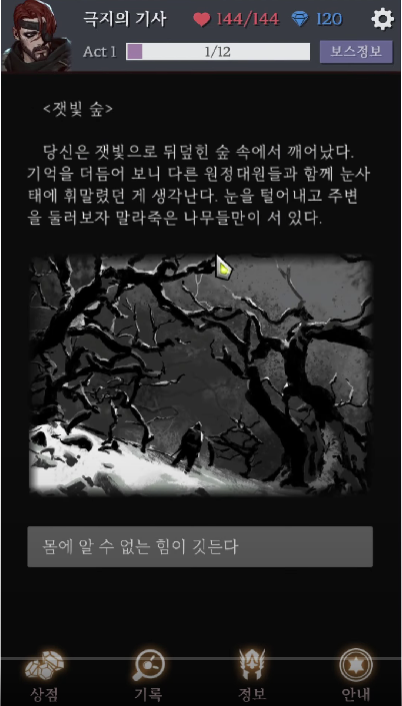 극지의 기사 144/144 120
Act 1 1/12 보스정보
<잿빛 숲>
당신은 잿빛으로 뒤덮힌 숲 속에서 깨어났다.
기억을 더듬어 보니 다른 원정대원들과 함께 눈사
태에 휘말렸던 게 생각난다. 눈을 털어내고 주변
을 둘러보자 말라죽은 나무들만이 서 있다.
몸에 알 수 없는 힘이 깃든다
상점 기록 정보 안내